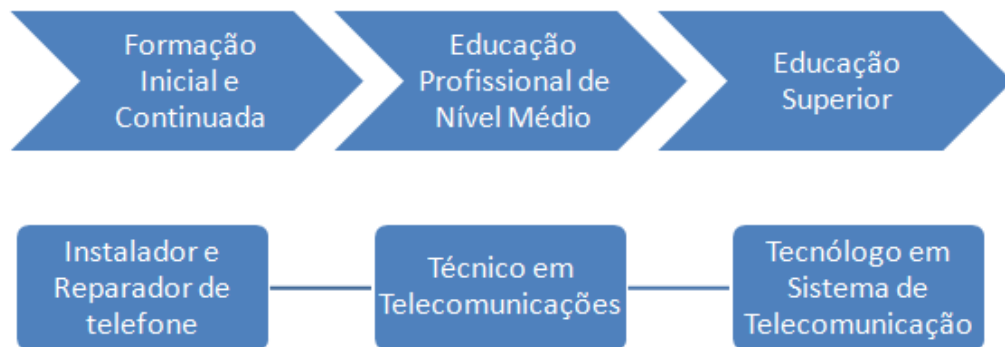 Formação
Inicial e
Continuada
Educação
Profissional de
Nível Médio
Educação
Superior
Instalador e
Reparador de
telefone
Técnico em
Telecomunicações
Tecnólogo em
Sistema de
Telecomunicação